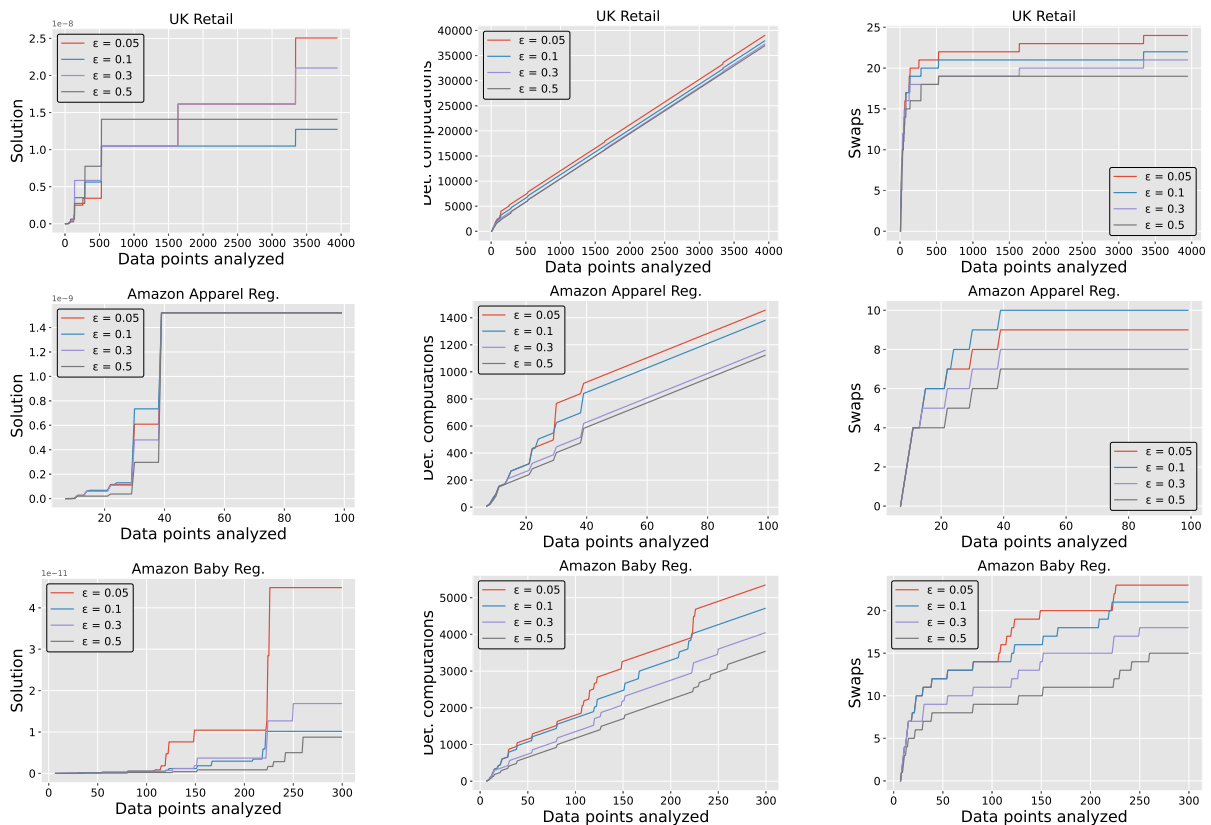 UK Retail
1e−8
ε = 0.05
ε = 0.1
ε = 0.3
ε = 0.5
2.5
2.0
1.5
1.0
0.5
0.0
Solution
0 500 1000 1500 2000 2500 3000 3500 4000
Data points analyzed
UK Retail
ε = 0.05
ε = 0.1
ε = 0.3
ε = 0.5
40000
35000
30000
25000
20000
15000
10000
5000
0
Det. computations
0 500 1000 1500 2000 2500 3000 3500 4000
Data points analyzed
UK Retail
25
20
15
10
5
0
Swaps
ε = 0.05
ε = 0.1
ε = 0.3
ε = 0.5
0 500 1000 1500 2000 2500 3000 3500 4000
Data points analyzed
Amazon Apparel Reg.
1e−9
ε = 0.05
ε = 0.1
ε = 0.3
ε = 0.5
1.4
1.2
1.0
0.8
0.6
0.4
0.2
0.0
Solution
20 40 60 80 100
Data points analyzed
Amazon Apparel Reg.
ε = 0.05
ε = 0.1
ε = 0.3
ε = 0.5
1400
1200
1000
800
600
400
200
0
Det. computations
20 40 60 80 100
Data points analyzed
Amazon Apparel Reg.
10
8
6
4
2
0
Swaps
ε = 0.05
ε = 0.1
ε = 0.3
ε = 0.5
20 40 60 80 100
Data points analyzed
Amazon Baby Reg.
1e−11
ε = 0.05
ε = 0.1
ε = 0.3
ε = 0.5
4
3
2
1
0
Solution
0 50 100 150 200 250 300
Data points analyzed
Amazon Baby Reg.
ε = 0.05
ε = 0.1
ε = 0.3
ε = 0.5
5000
4000
3000
2000
1000
0
Det. computations
0 50 100 150 200 250 300
Data points analyzed
Amazon Baby Reg.
ε = 0.05
ε = 0.1
ε = 0.3
ε = 0.5
20
15
10
5
0
Swaps
0 50 100 150 200 250 300
Data points analyzed